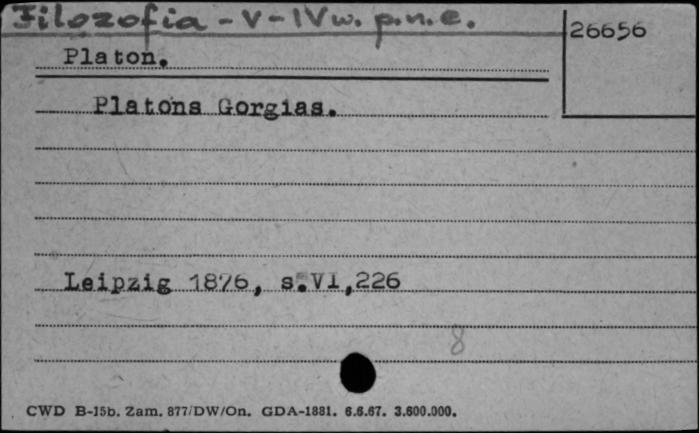 Filozofia - V - IV w. p.n.e.
26656
Platon.
Platons Gorgias.
Leipzig 1876, s.VI,226
8
CWD B-15b. Zam. 877/DW/On. GDA-1881. 6.6.67. 3.600.000.